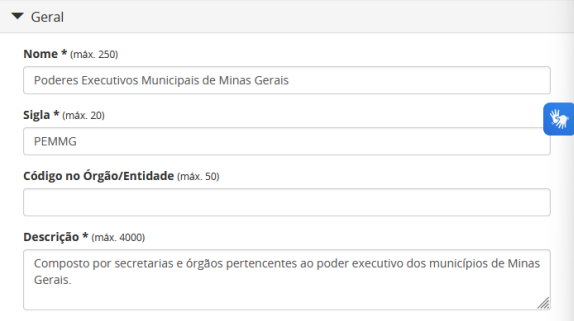 Geral
Nome * (máx. 250)
Poderes Executivos Municipais de Minas Gerais
Sigla * (máx. 20)
PEMMG
Código no Órgão/Entidade (máx. 50)
Descrição * (máx. 4000)
Composto por secretarias e órgãos pertencentes ao poder executivo dos municípios de Minas
Gerais.